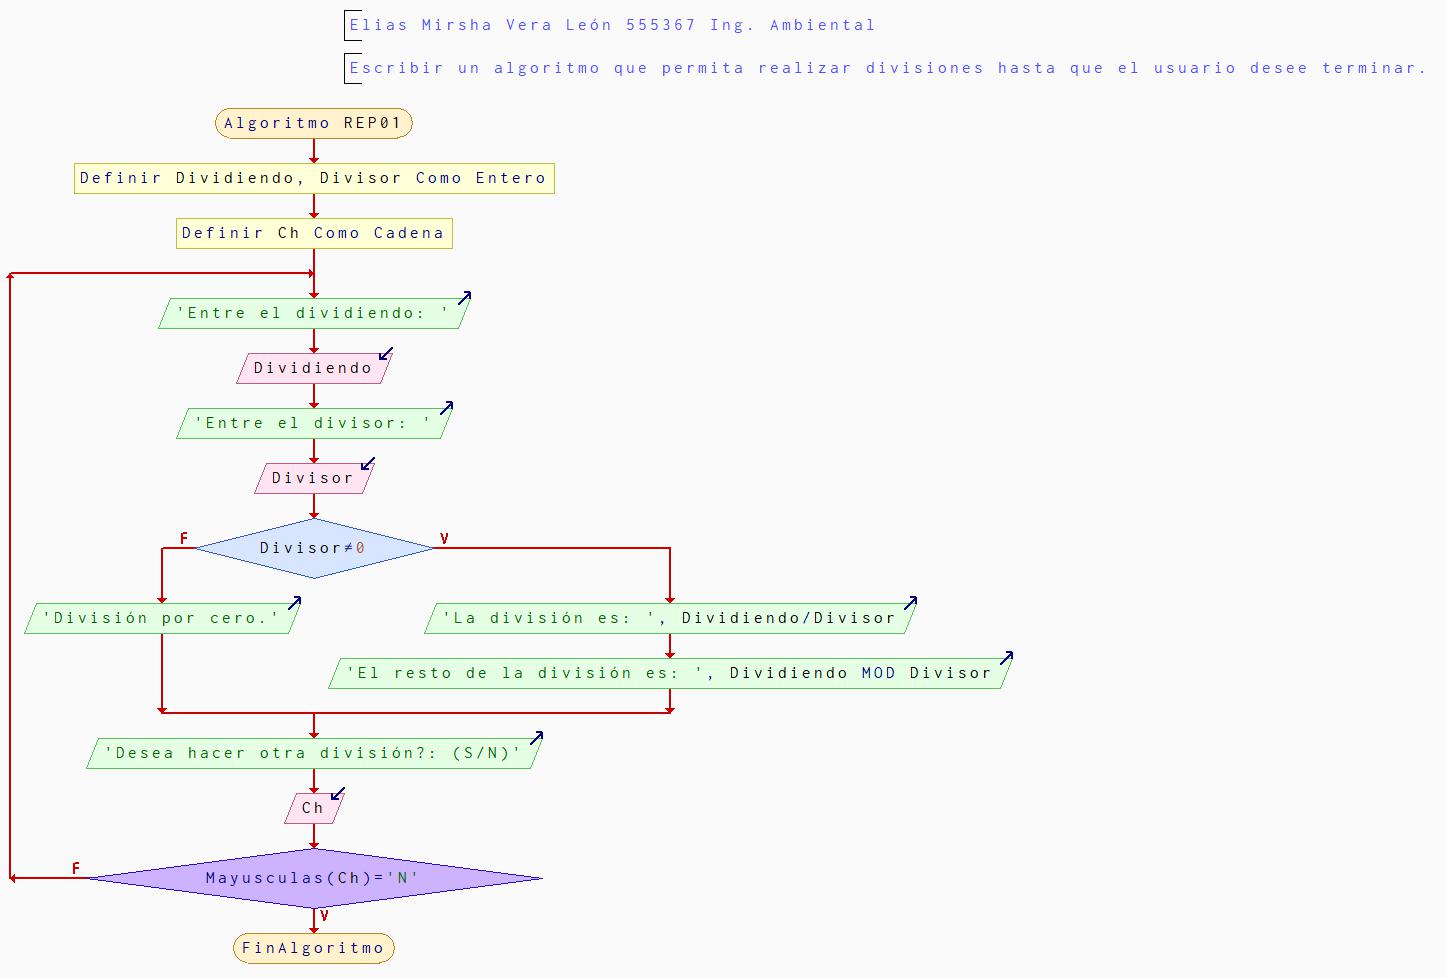 Elias Mirsha Vera León 555367 Ing. Ambiental
Escribir un algoritmo que permita realizar divisiones hasta que el usuario desee terminar.
Algoritmo REP01
Definir Dividiendo, Divisor Como Entero
Definir Ch Como Cadena
'Entre el dividiendo: '
Dividiendo
'Entre el divisor: '
Divisor
F
V
Divisor≠0
'División por cero.'
'La división es: ', Dividiendo/Divisor
'El resto de la división es: ', Dividiendo MOD Divisor
'Desea hacer otra división?: (S/N)'
Ch
F
Mayusculas(Ch)='N'
V
FinAlgoritmo